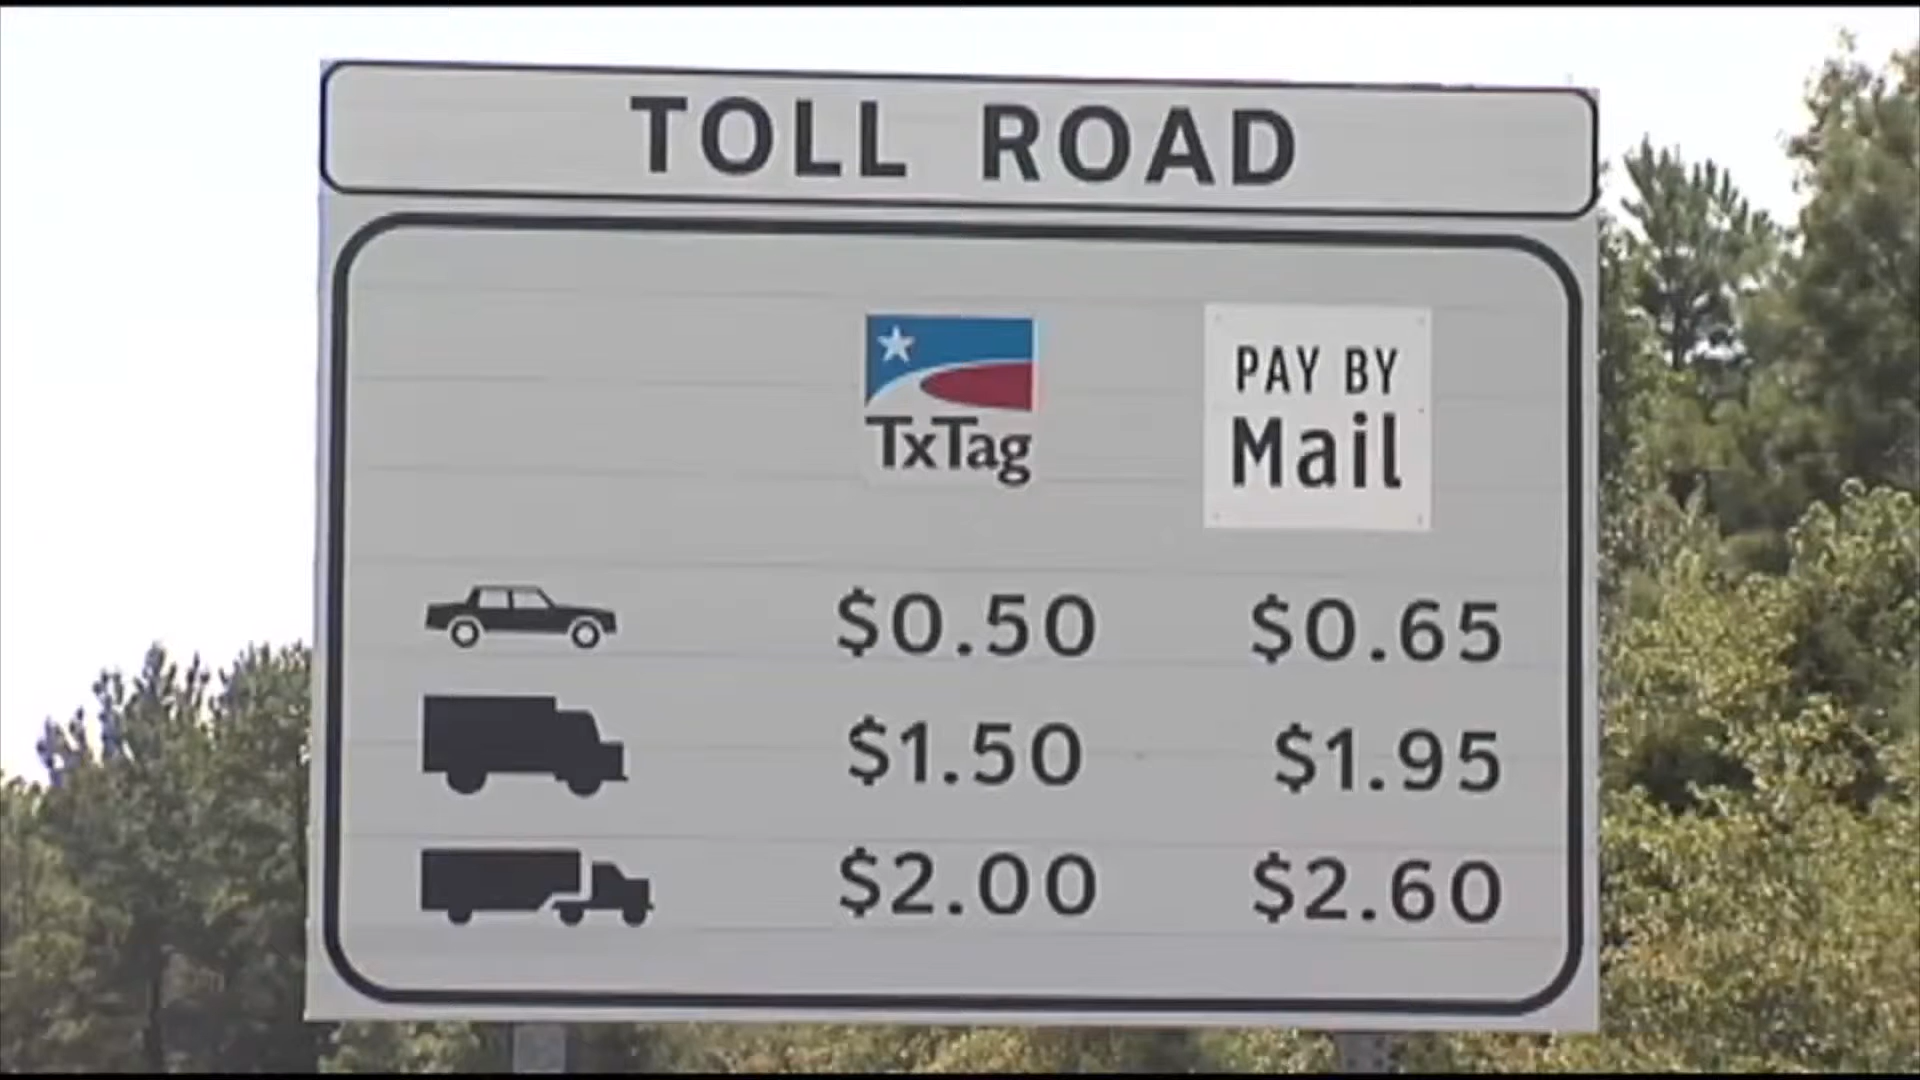 TOLL ROAD
TxTag
PAY BY
Mail
$0.50 $0.65
$1.50 $1.95
$2.00 $2.60